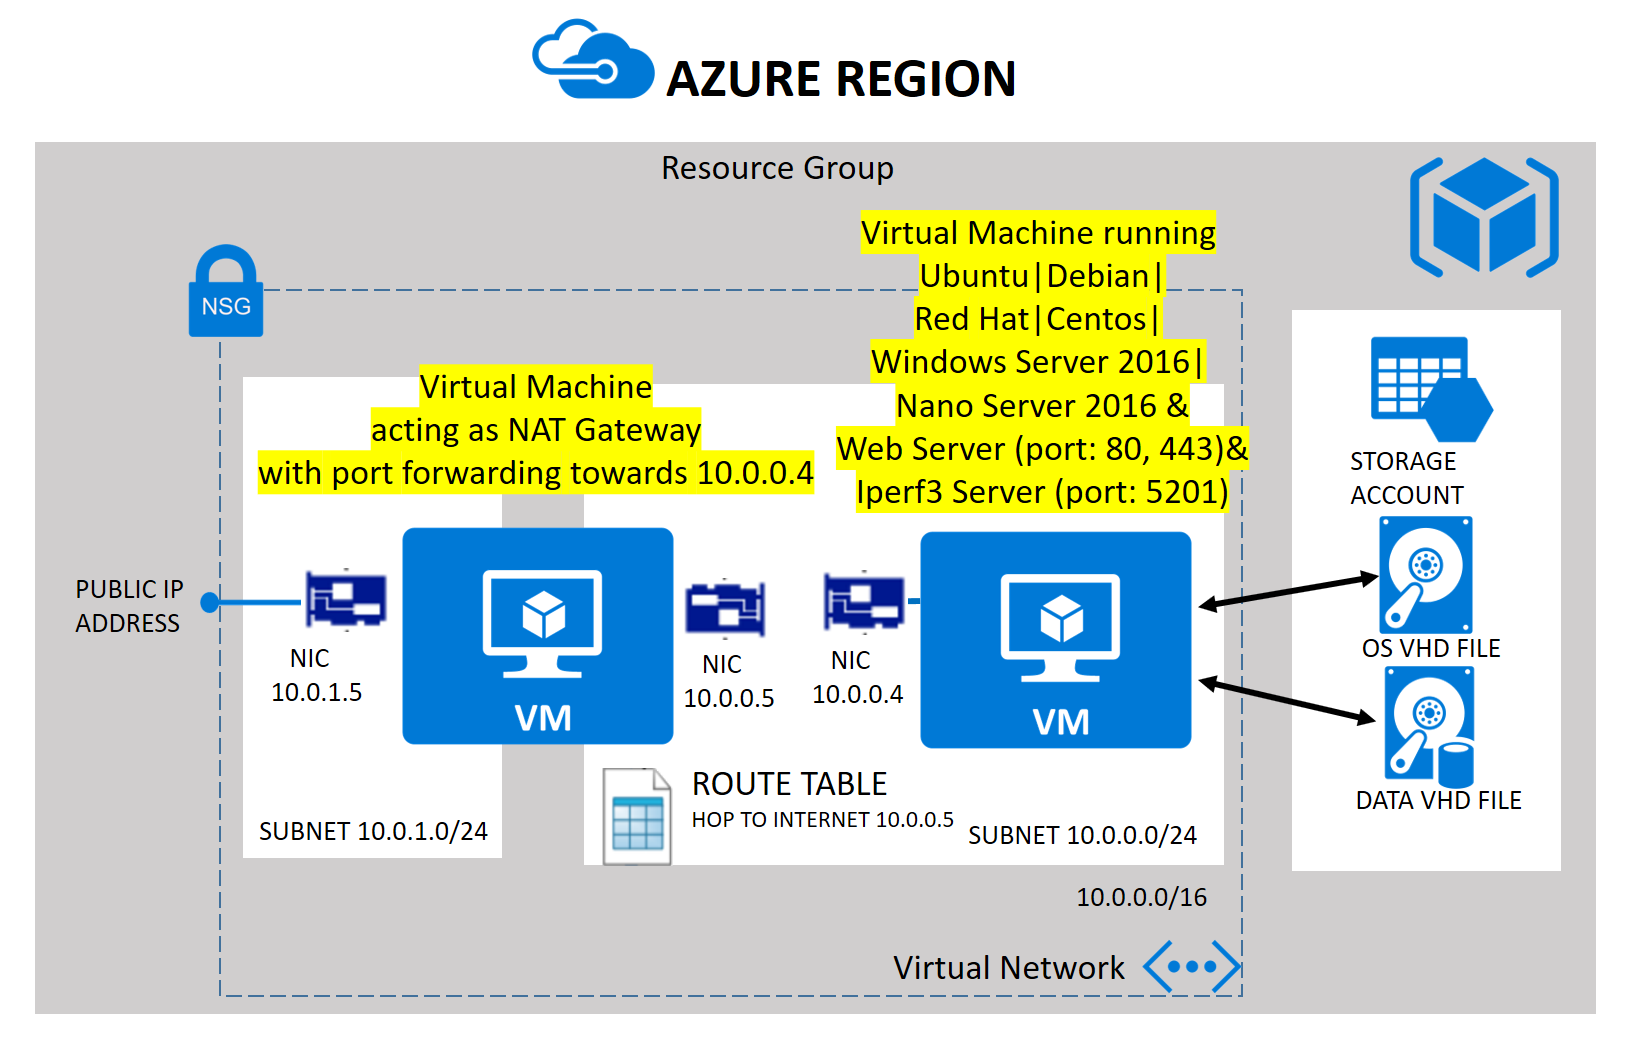 AZURE REGION
Resource Group
Virtual Machine running
Ubuntu|Debian|
Red Hat|Centos|
Windows Server 2016|
Nano Server 2016 &
Web Server (port: 80, 443)&
Iperf3 Server (port: 5201)
NSG
Virtual Machine
acting as NAT Gateway
with port forwarding towards 10.0.0.4
STORAGE
ACCOUNT
PUBLIC IP
ADDRESS
NIC
10.0.1.5
VM
NIC
10.0.0.5
NIC
10.0.0.4
VM
OS VHD FILE
DATA VHD FILE
ROUTE TABLE
HOP TO INTERNET 10.0.0.5
SUBNET 10.0.1.0/24
SUBNET 10.0.0.0/24
10.0.0.0/16
Virtual Network